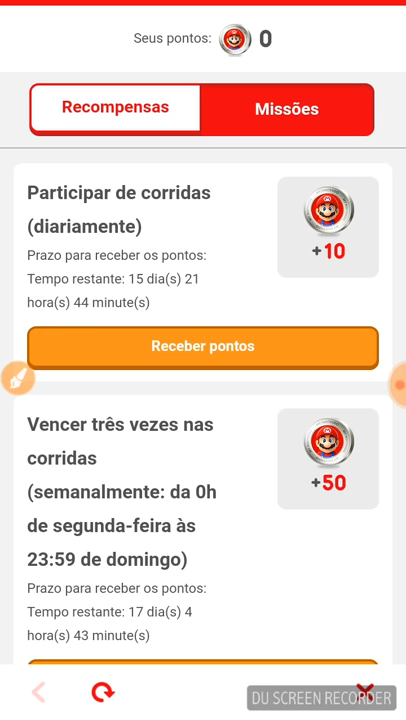 Seus pontos: 0
Recompensas Missões
Participar de corridas
(diariamente)
Prazo para receber os pontos:
Tempo restante: 15 dia(s) 21
hora(s) 44 minute(s)
+10
Receber pontos
Vencer três vezes nas
corridas
(semanalmente: da 0h
de segunda-feira às
23:59 de domingo)
Prazo para receber os pontos:
Tempo restante: 17 dia(s) 4
hora(s) 43 minute(s)
+50
DU SCREEN RECORDER